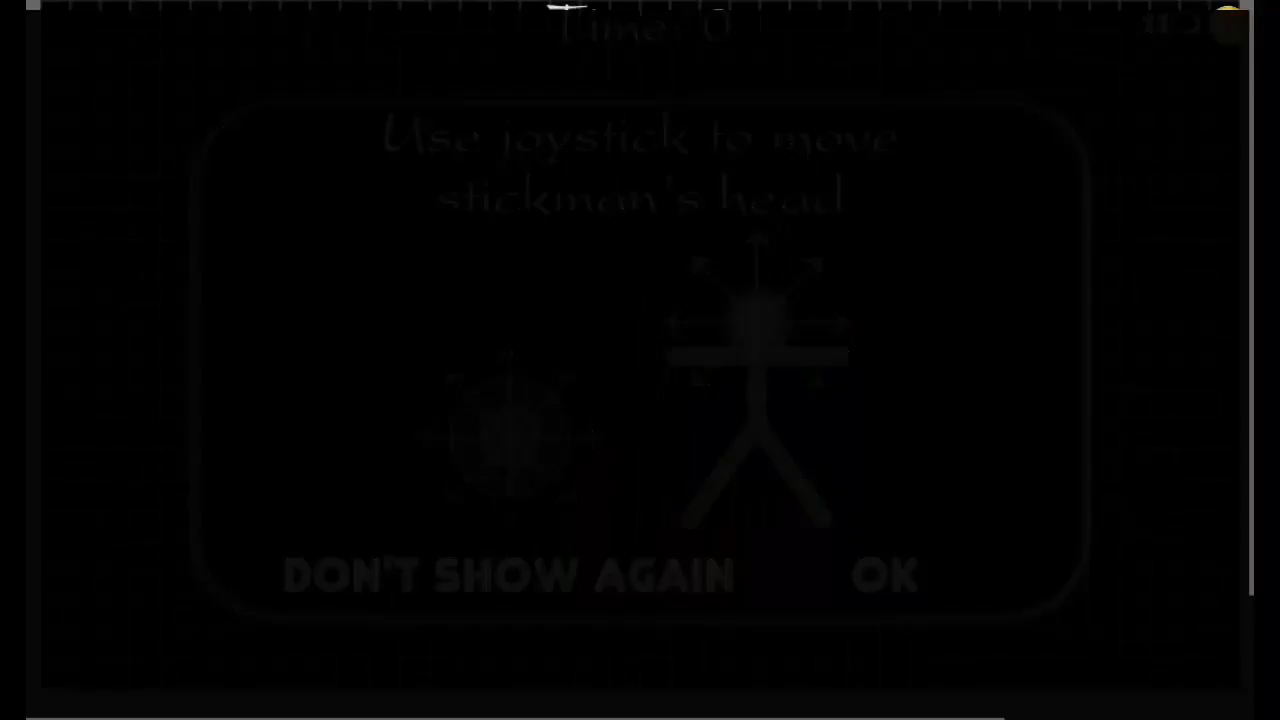 Time: 0
Use joystick to move
stickman's head
DON'T SHOW AGAIN
OK